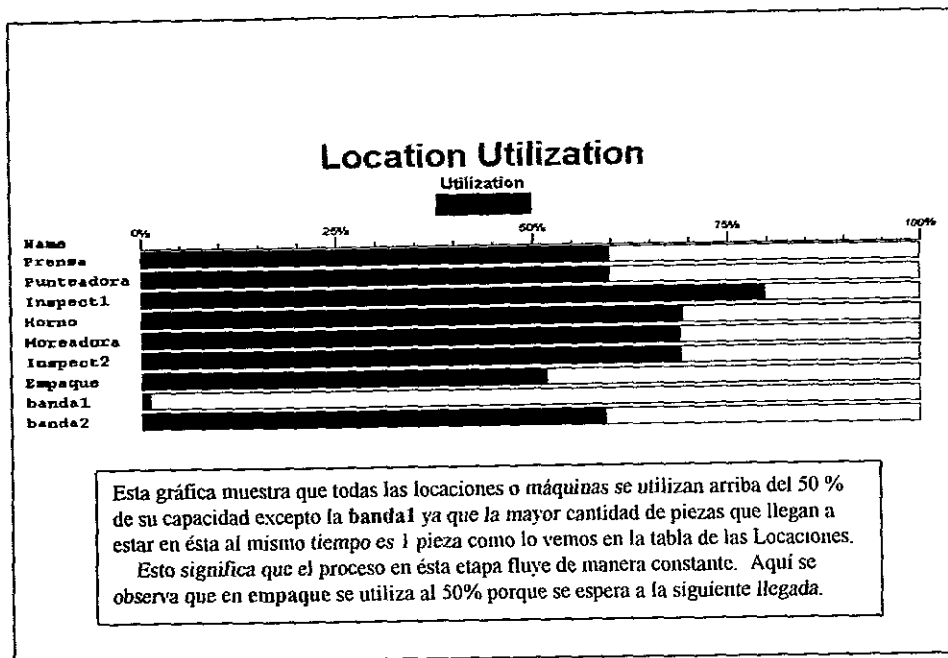 Location Utilization
Utilization
0% 25% 50% 75% 100%
Name
Prensa
Punteadora
Inspect1
Horno
Horeadora
Inspect2
Empaque
banda1
banda2
Esta gráfica muestra que todas las locaciones o máquinas se utilizan arriba del 50 %
de su capacidad excepto la banda1 ya que la mayor cantidad de piezas que llegan a
estar en ésta al mismo tiempo es 1 pieza como lo vemos en la tabla de las Locaciones.
Esto significa que el proceso en ésta etapa fluye de manera constante. Aquí se
observa que en empaque se utiliza al 50% porque se espera a la siguiente llegada.